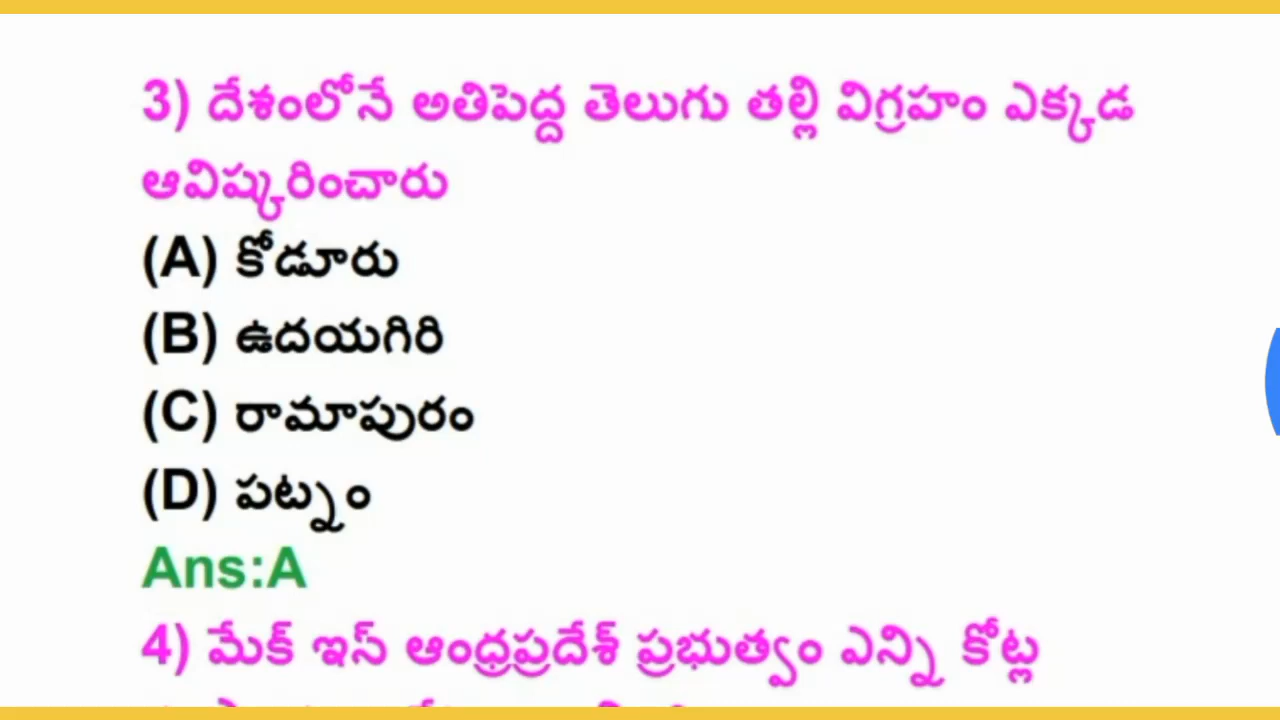 3) దేశంలోనే అతిపెద్ద తెలుగు తల్లి విగ్రహం ఎక్కడ
ఆవిష్కరించారు
(A) కోడూరు
(B) ఉదయగిరి
(C) రామాపురం
(D) పట్నం
Ans:A
4) మేక్ ఇన్ ఆంధ్రప్రదేశ్ ప్రభుత్వం ఎన్ని కోట్ల